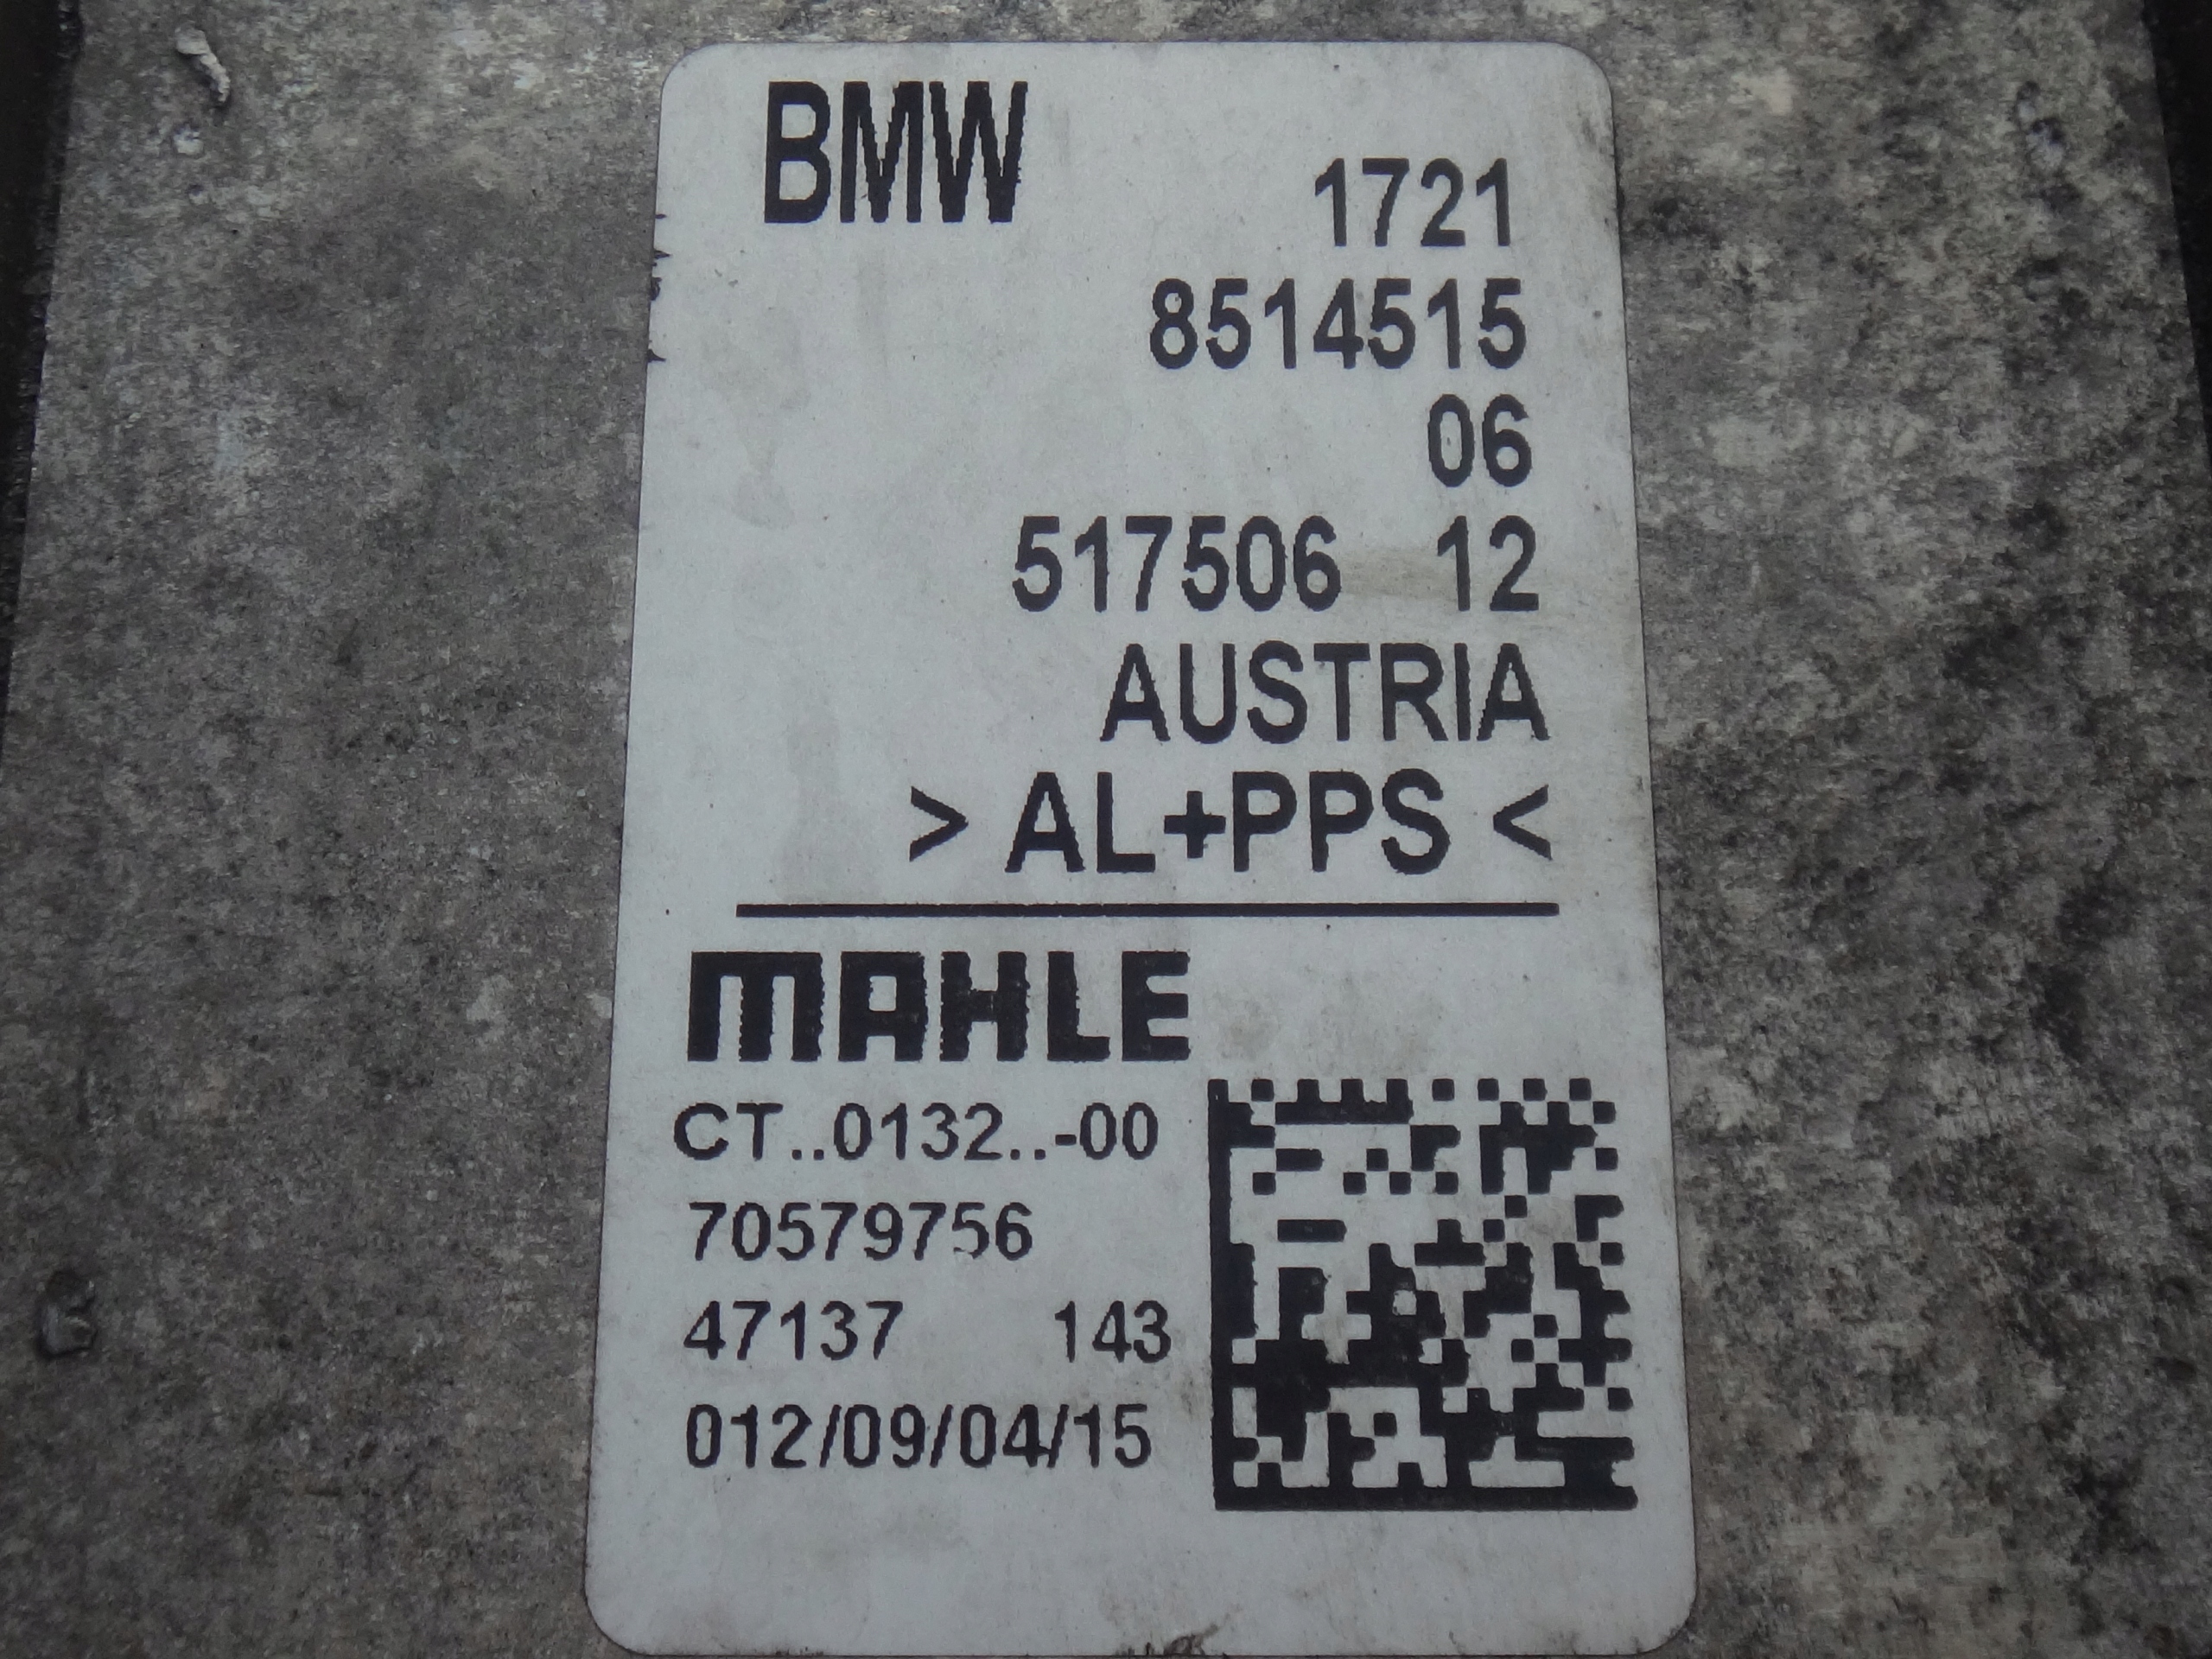 BMW
1721
8514515
06
517506 12
AUSTRIA
> AL+PPS <
MAHLE
CT..0132..-00
70579756
47137 143
012/09/04/15